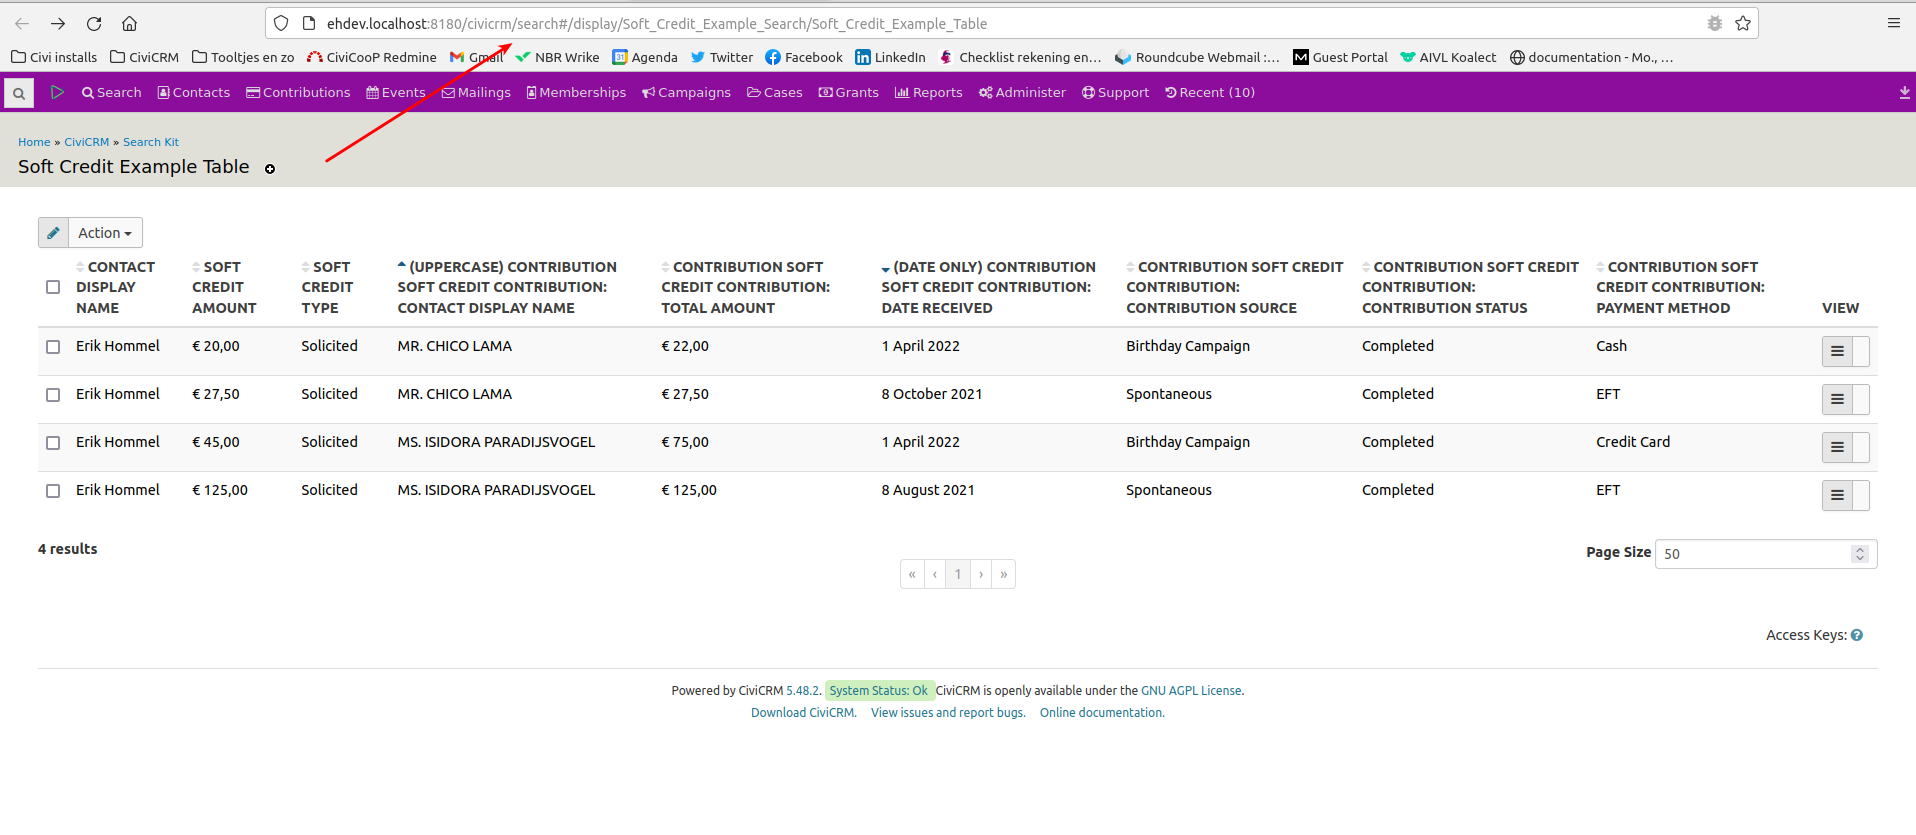 ehdev.localhost:8180/civicrm/search#/display/Soft_Credit_Example_Search/Soft_Credit_Example_Table
Civi installs CiviCRM Tooltjes en zo CiviCooP Redmine Gmail NBR Wrike 31 Agenda Twitter Facebook LinkedIn Checklist rekening en... Roundcube Webmail :... M Guest Portal AIVL Koalect documentation - Mo., ...
Search Contacts Contributions Events Mailings Memberships Campaigns Cases Grants Reports Administer Support Recent (10)
Home » CiviCRM » Search Kit
Soft Credit Example Table
Action
CONTACT DISPLAY NAME SOFT CREDIT AMOUNT SOFT CREDIT TYPE (UPPERCASE) CONTRIBUTION SOFT CREDIT CONTRIBUTION: CONTACT DISPLAY NAME CONTRIBUTION SOFT CREDIT CONTRIBUTION: TOTAL AMOUNT (DATE ONLY) CONTRIBUTION SOFT CREDIT CONTRIBUTION: DATE RECEIVED CONTRIBUTION SOFT CREDIT CONTRIBUTION: CONTRIBUTION SOURCE CONTRIBUTION SOFT CREDIT CONTRIBUTION: CONTRIBUTION STATUS CONTRIBUTION SOFT CREDIT CONTRIBUTION: PAYMENT METHOD VIEW
Erik Hommel € 20,00 Solicited MR. CHICO LAMA € 22,00 1 April 2022 Birthday Campaign Completed Cash
Erik Hommel € 27,50 Solicited MR. CHICO LAMA € 27,50 8 October 2021 Spontaneous Completed EFT
Erik Hommel € 45,00 Solicited MS. ISIDORA PARADIJSVOGEL € 75,00 1 April 2022 Birthday Campaign Completed Credit Card
Erik Hommel € 125,00 Solicited MS. ISIDORA PARADIJSVOGEL € 125,00 8 August 2021 Spontaneous Completed EFT
4 results
Page Size 50
« ‹ 1 › »
Access Keys: ?
Powered by CiviCRM 5.48.2. System Status: Ok CiviCRM is openly available under the GNU AGPL License.
Download CiviCRM. View issues and report bugs. Online documentation.